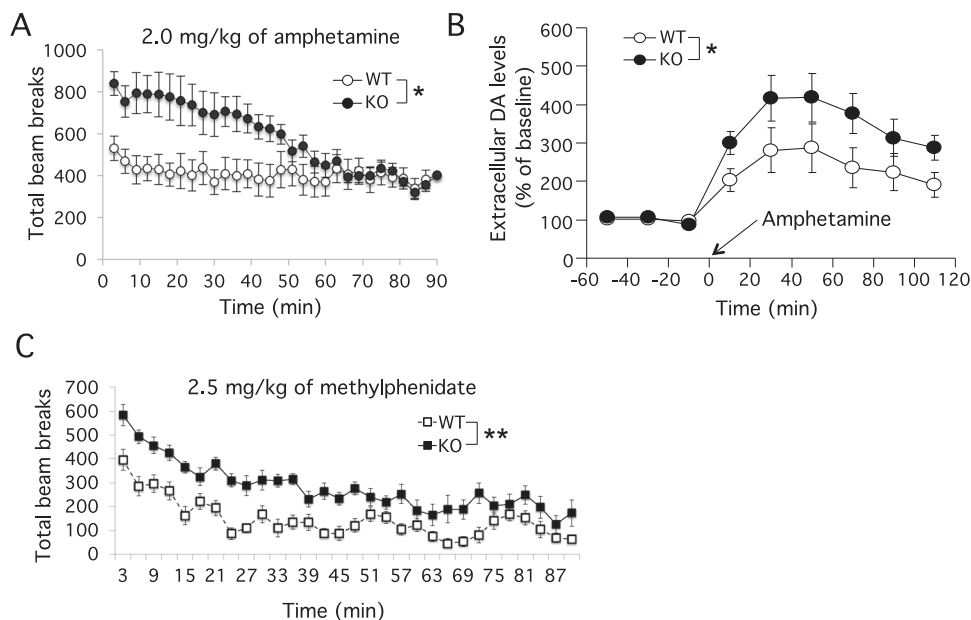 A
2.0 mg/kg of amphetamine
1000
800
600
400
200
0
Total beam breaks
WT
KO
*
0 10 20 30 40 50 60 70 80 90
Time (min)
B
WT
KO
*
600
500
400
300
200
100
0
Extracellular DA levels
(% of baseline)
Amphetamine
-60 -40 -20 0 20 40 60 80 100 120
Time (min)
C
2.5 mg/kg of methylphenidate
700
600
500
400
300
200
100
0
Total beam breaks
WT
KO
**
3 9 15 21 27 33 39 45 51 57 63 69 75 81 87
Time (min)